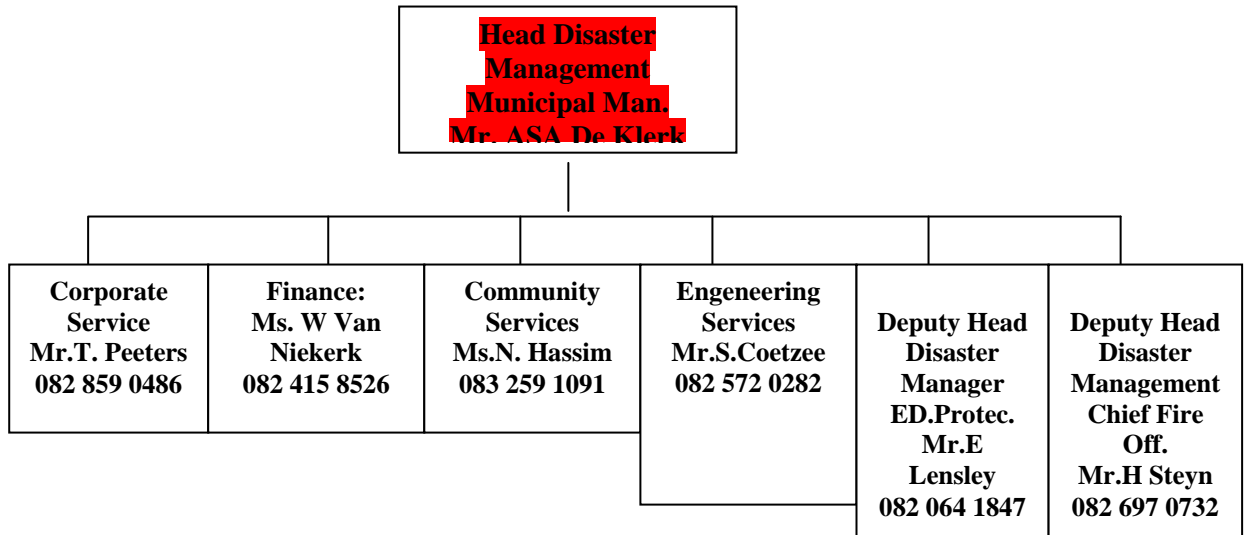 Head Disaster
Management
Municipal Man.
Mr. ASA De Klerk
Corporate
Service
Mr.T. Peeters
082 859 0486
Finance:
Ms. W Van
Niekerk
082 415 8526
Community
Services
Ms.N. Hassim
083 259 1091
Engeneering
Services
Mr.S.Coetzee
082 572 0282
Deputy Head
Disaster
Manager
ED.Protec.
Mr.E
Lensley
082 064 1847
Deputy Head
Disaster
Management
Chief Fire
Off.
Mr.H Steyn
082 697 0732